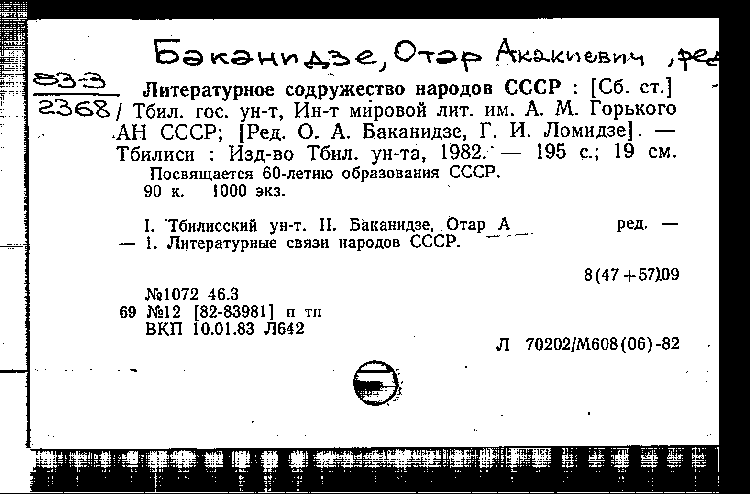 Баканидзе, Отар Акакиевич, ред
83-3
2368
Литературное содружество народов СССР : [Сб. ст.]
/ Тбил. гос. ун-т, Ин-т мировой лит. им. А. М. Горького
АН СССР; [Ред. О. А. Баканидзе, Г. И. Ломидзе]. —
Тбилиси : Изд-во Тбил. ун-та, 1982. — 195 с.; 19 см.
Посвящается 60-летию образования СССР.
90 к. 1000 экз.
I. Тбилисский ун-т. II. Баканидзе, Отар А ред. —
— 1. Литературные связи народов СССР.
8(47+57)09
№1072 46.3
69 №12 [82-83981] п тп
ВКП 10.01.83 Л642
Л 70202/М608(06)-82